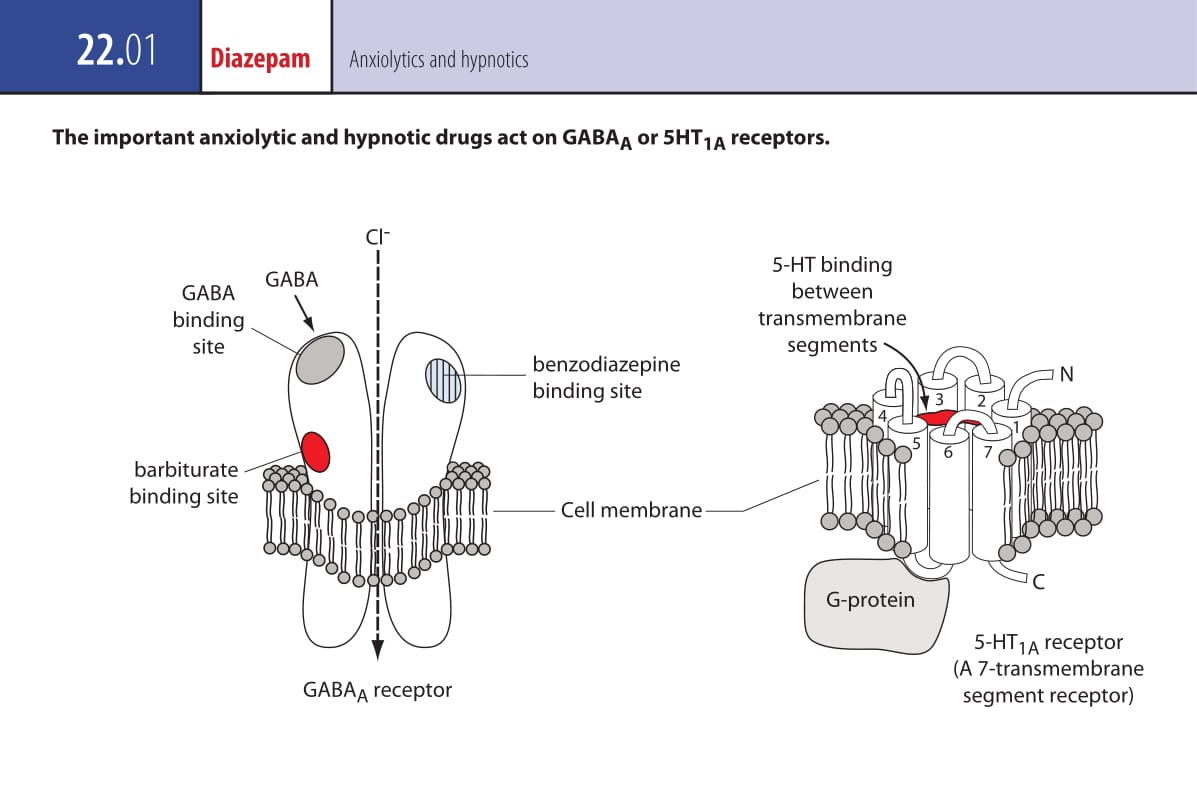 22.01
Diazepam
Anxiolytics and hypnotics
The important anxiolytic and hypnotic drugs act on GABAA or 5HT1A receptors.
Cl-
GABA
GABA
binding
site
benzodiazepine
binding site
barbiturate
binding site
Cell membrane
GABAA receptor
5-HT binding
between
transmembrane
segments
N
3
2
4
1
5
6
7
C
G-protein
5-HT1A receptor
(A 7-transmembrane
segment receptor)